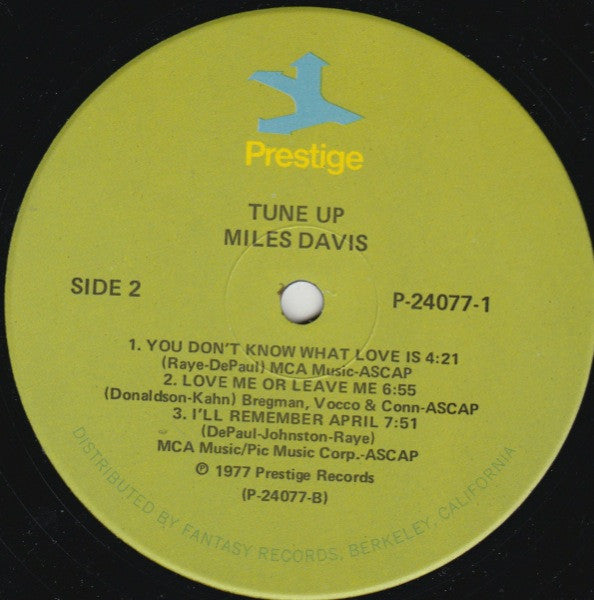 Prestige
TUNE UP
MILES DAVIS
SIDE 2
P-24077-1
1. YOU DON'T KNOW WHAT LOVE IS 4:21
(Raye-DePaul) MCA Music-ASCAP
2. LOVE ME OR LEAVE ME 6:55
(Donaldson-Kahn) Bregman, Vocco & Conn-ASCAP
3. I'LL REMEMBER APRIL 7:51
(DePaul-Johnston-Raye)
MCA Music/Pic Music Corp.-ASCAP
℗ 1977 Prestige Records
(P-24077-B)
DISTRIBUTED BY FANTASY RECORDS, BERKELEY, CALIFORNIA